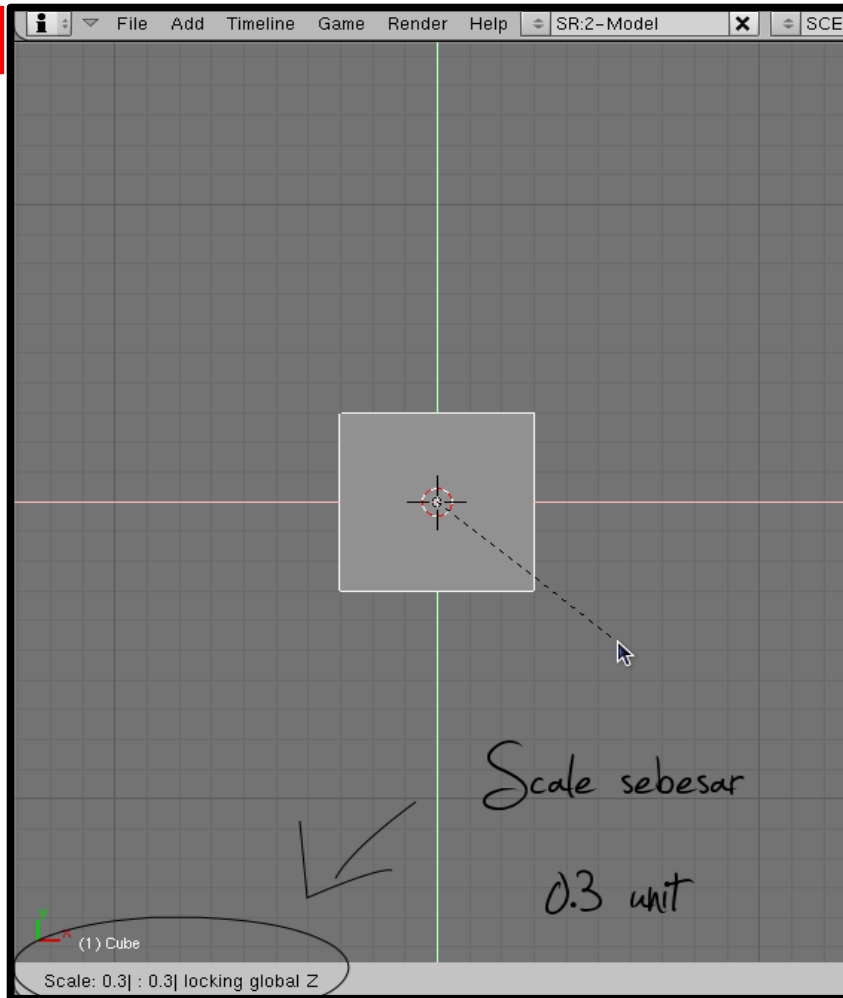 File Add Timeline Game Render Help SR:2-Model SCE
Scale sebesar
0.3 unit
y
x
(1) Cube
Scale: 0.3| : 0.3| locking global Z